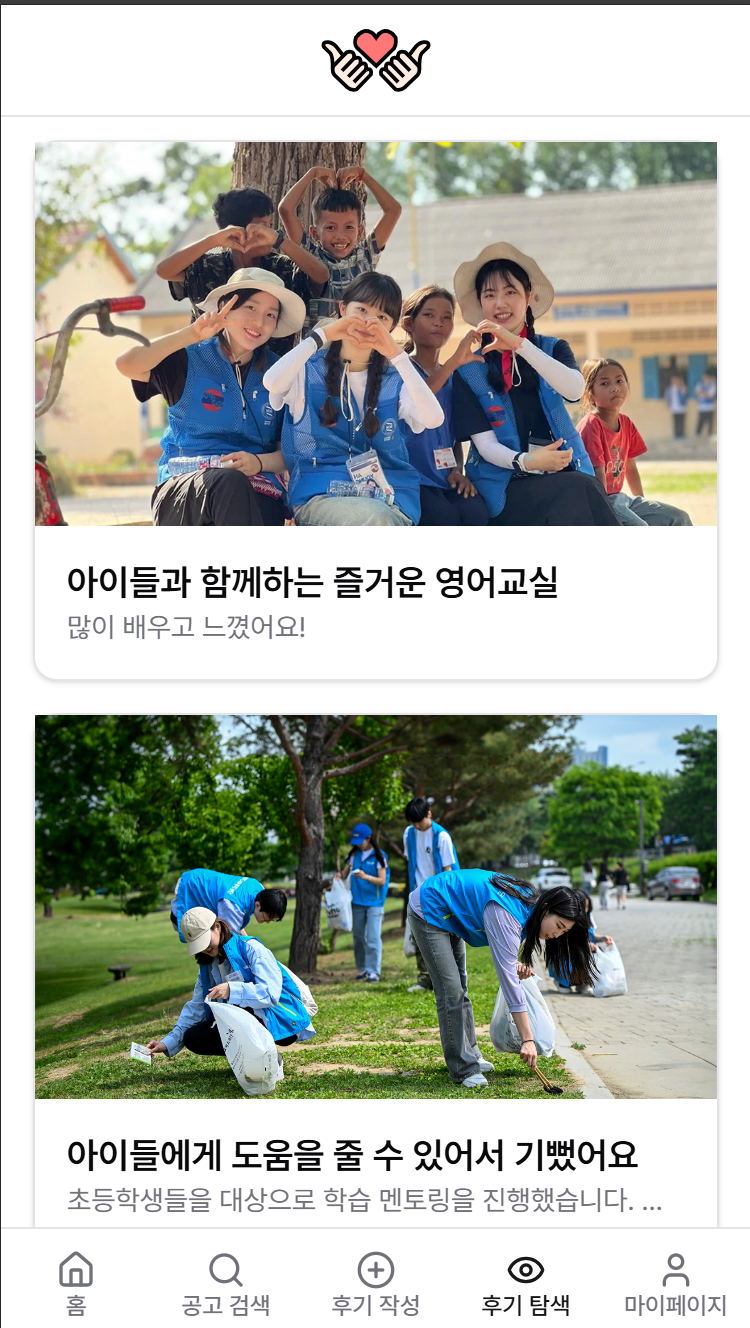 아이들과 함께하는 즐거운 영어교실
많이 배우고 느꼈어요!
아이들에게 도움을 줄 수 있어서 기뻤어요
초등학생들을 대상으로 학습 멘토링을 진행했습니다. ...
홈
공고 검색
후기 작성
후기 탐색
마이페이지